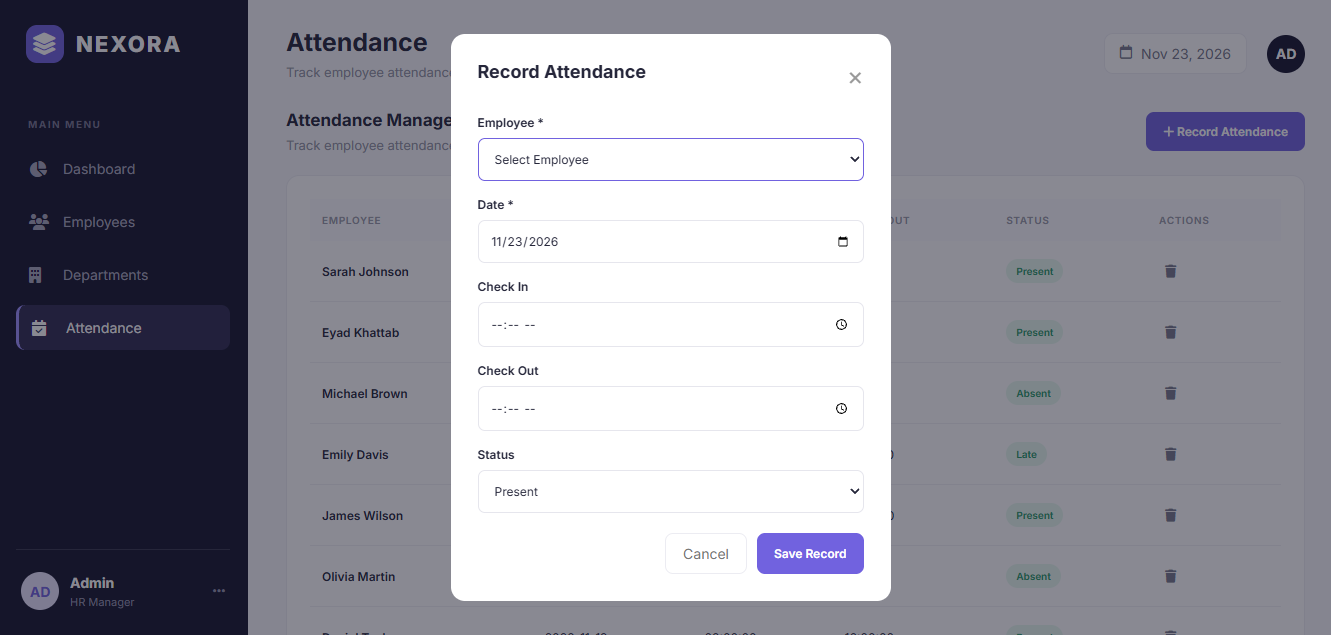 NEXORA
MAIN MENU
Dashboard
Employees
Departments
Attendance
AD
Admin
HR Manager
Attendance
Track employee attendance
Nov 23, 2026
AD
Attendance
Track employee attendance
+ Record Attendance
EMPLOYEE
STATUS
ACTIONS
Sarah Johnson
Present
Eyad Khattab
Present
Michael Brown
Absent
Emily Davis
Late
James Wilson
Present
Olivia Martin
Absent
Record Attendance
×
Employee *
Select Employee
Date *
11/23/2026
Check In
--:-- --
Check Out
--:-- --
Status
Present
Cancel
Save Record